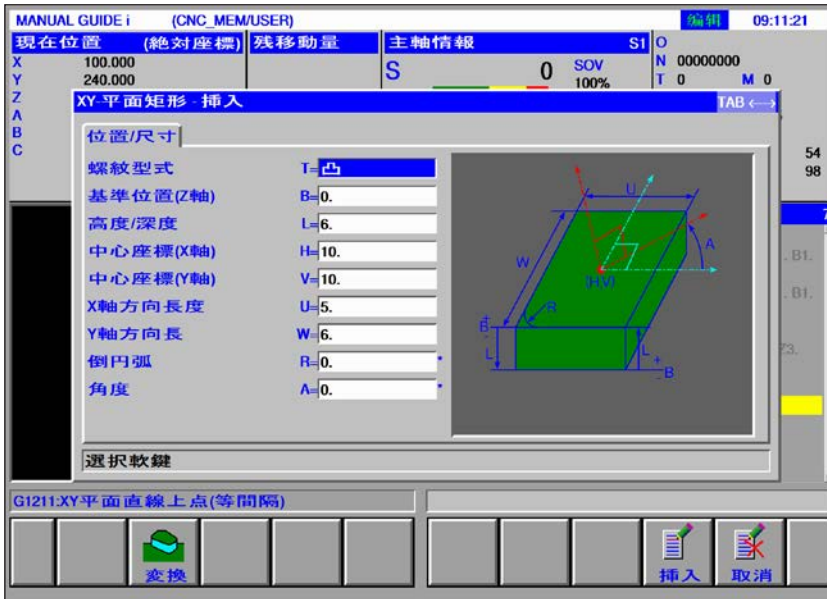 MANUAL GUIDE i (CNC_MEM/USER) 编辑 09:11:21
現在位置 (絶対座標) 残移動量 主軸情報 S1 O
X 100.000 S 0 SOV N 00000000
Y 240.000 100% T 0 M 0
Z
A
B
C
54
98
XY-平面矩形 - 挿入 TAB ←→
位置/尺寸
螺紋型式 T=凸
基準位置(Z軸) B=0.
高度/深度 L=6.
中心座標(X軸) H=10.
中心座標(Y軸) V=10.
X軸方向長度 U=5.
Y軸方向長 W=6.
倒円弧 R=0.
角度 A=0.
U
W
A
(H,V)
R
+
B
-
L
L
+
- B
7
. B1.
. B1.
Z3.
選択軟鍵
G1211:XY平面直線上点(等間隔)
変換
挿入
取消